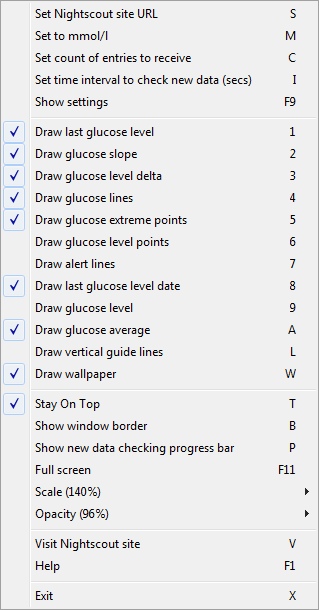 Set Nightscout site URL S
Set to mmol/l M
Set count of entries to receive C
Set time interval to check new data (secs) I
Show settings F9
Draw last glucose level 1
Draw glucose slope 2
Draw glucose level delta 3
Draw glucose lines 4
Draw glucose extreme points 5
Draw glucose level points 6
Draw alert lines 7
Draw last glucose level date 8
Draw glucose level 9
Draw glucose average A
Draw vertical guide lines L
Draw wallpaper W
Stay On Top T
Show window border B
Show new data checking progress bar P
Full screen F11
Scale (140%)
Opacity (96%)
Visit Nightscout site V
Help F1
Exit X